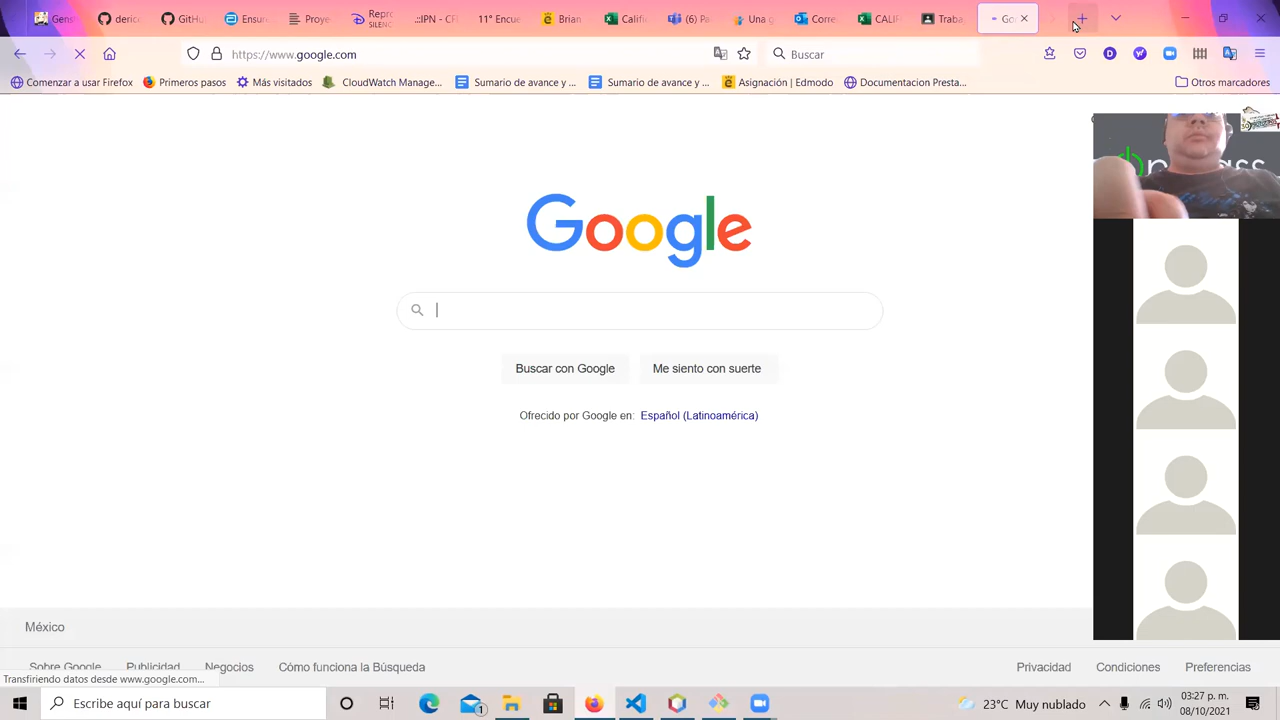 Gest
deric
GitHu
Ensure
Proye
Repro
SILENC
.::IPN - CF
11° Encue
Brian
Calif
(6) Pa
Una g
Corre
CALIF
Traba
Goo
https://www.google.com
Buscar
Comenzar a usar Firefox
Primeros pasos
Más visitados
CloudWatch Manage...
Sumario de avance y ...
Sumario de avance y ...
Asignación | Edmodo
Documentacion Presta...
Otros marcadores
Google
Buscar con Google
Me siento con suerte
Ofrecido por Google en: Español (Latinoamérica)
México
Sobre Google
Publicidad
Negocios
Cómo funciona la Búsqueda
Privacidad
Condiciones
Preferencias
Transfiriendo datos desde www.google.com...
Escribe aquí para buscar
1
23°C Muy nublado
03:27 p. m.
08/10/2021